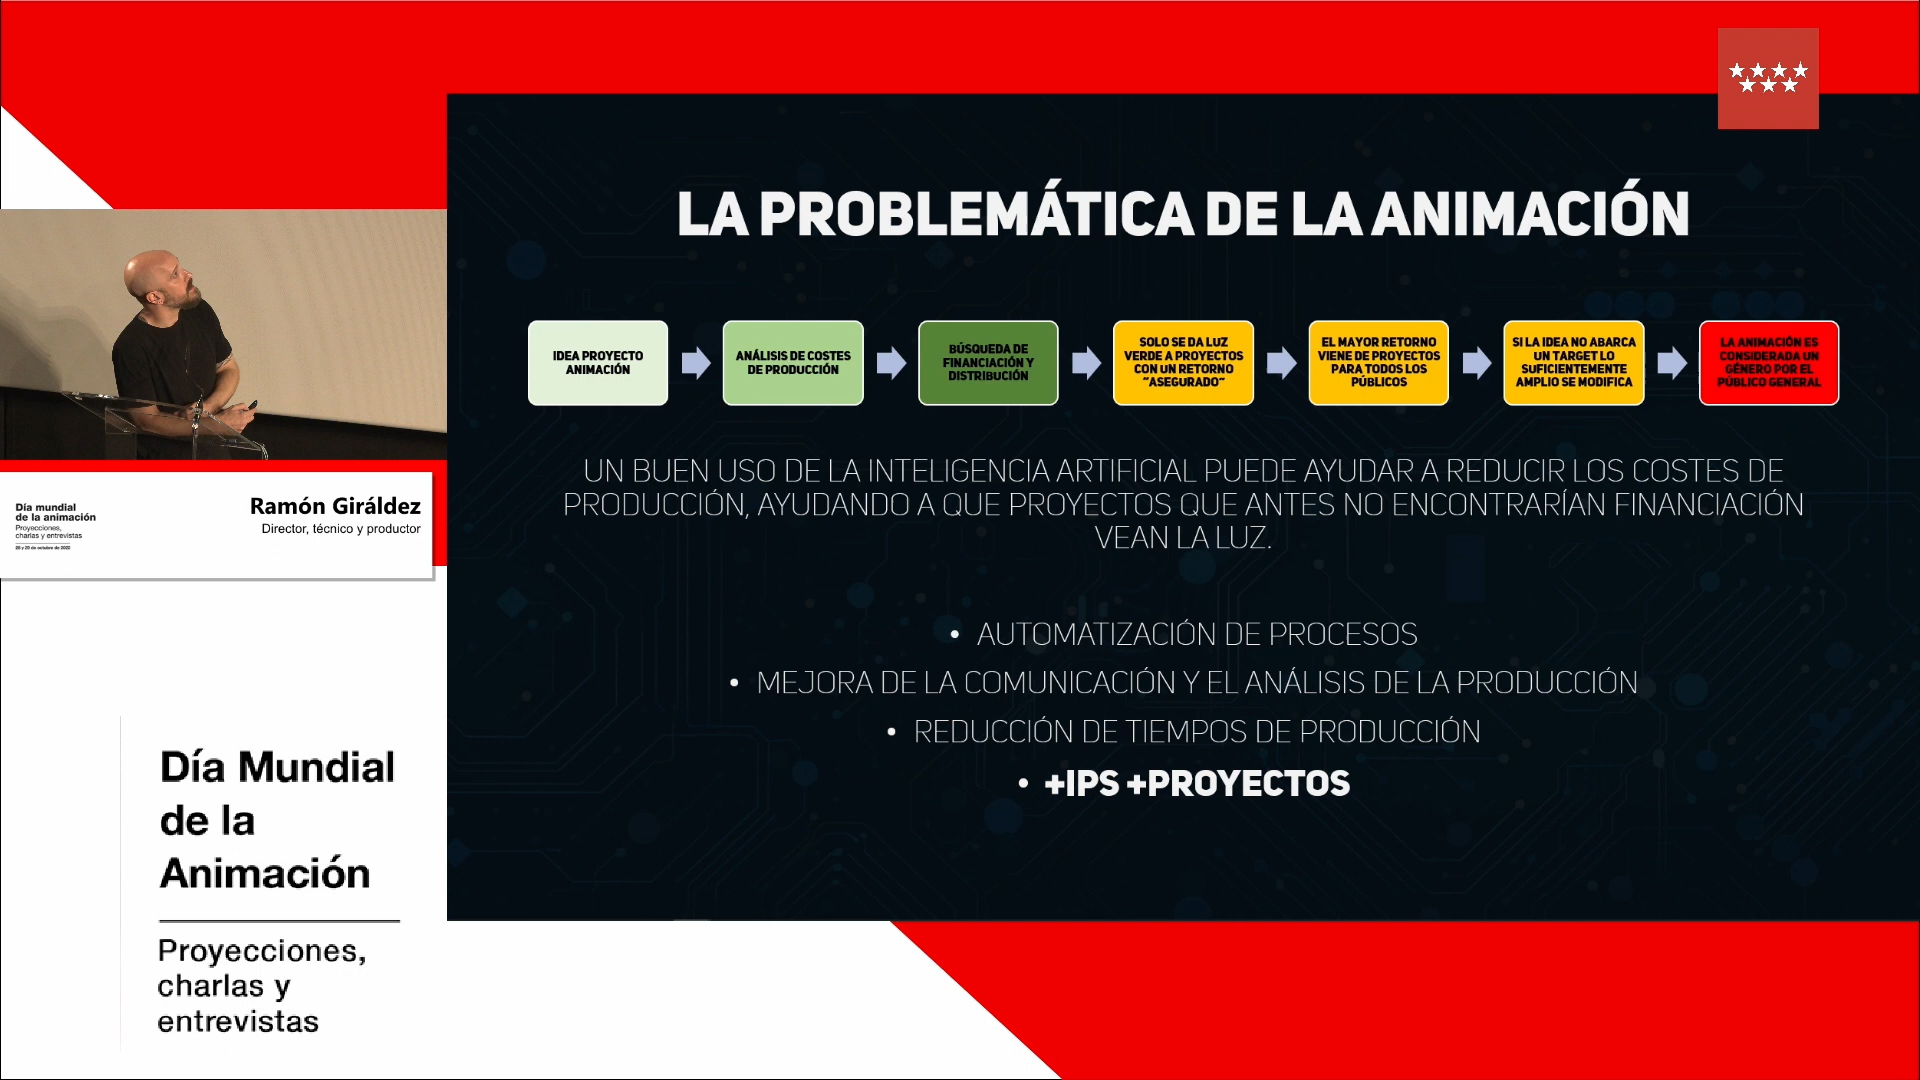 LA PROBLEMÁTICA DE LA ANIMACIÓN
IDEA PROYECTO
ANIMACIÓN
ANÁLISIS DE COSTES
DE PRODUCCIÓN
BÚSQUEDA DE
FINANCIACIÓN Y
DISTRIBUCIÓN
SOLO SE DA LUZ
VERDE A PROYECTOS
CON UN RETORNO
"ASEGURADO"
EL MAYOR RETORNO
VIENE DE PROYECTOS
PARA TODOS LOS
PÚBLICOS
SI LA IDEA NO ABARCA
UN TARGET LO
SUFICIENTEMENTE
AMPLIO SE MODIFICA
LA ANIMACIÓN ES
CONSIDERADA UN
GÉNERO POR EL
PÚBLICO GENERAL
UN BUEN USO DE LA INTELIGENCIA ARTIFICIAL PUEDE AYUDAR A REDUCIR LOS COSTES DE
PRODUCCIÓN, AYUDANDO A QUE PROYECTOS QUE ANTES NO ENCONTRARÍAN FINANCIACIÓN
VEAN LA LUZ.
• AUTOMATIZACIÓN DE PROCESOS
• MEJORA DE LA COMUNICACIÓN Y EL ANÁLISIS DE LA PRODUCCIÓN
• REDUCCIÓN DE TIEMPOS DE PRODUCCIÓN
• +IPS +PROYECTOS
Día mundial
de la animación
Proyecciones,
charlas y entrevistas
28 y 29 de octubre de 2022
Ramón Giráldez
Director, técnico y productor
Día Mundial
de la
Animación
Proyecciones,
charlas y
entrevistas